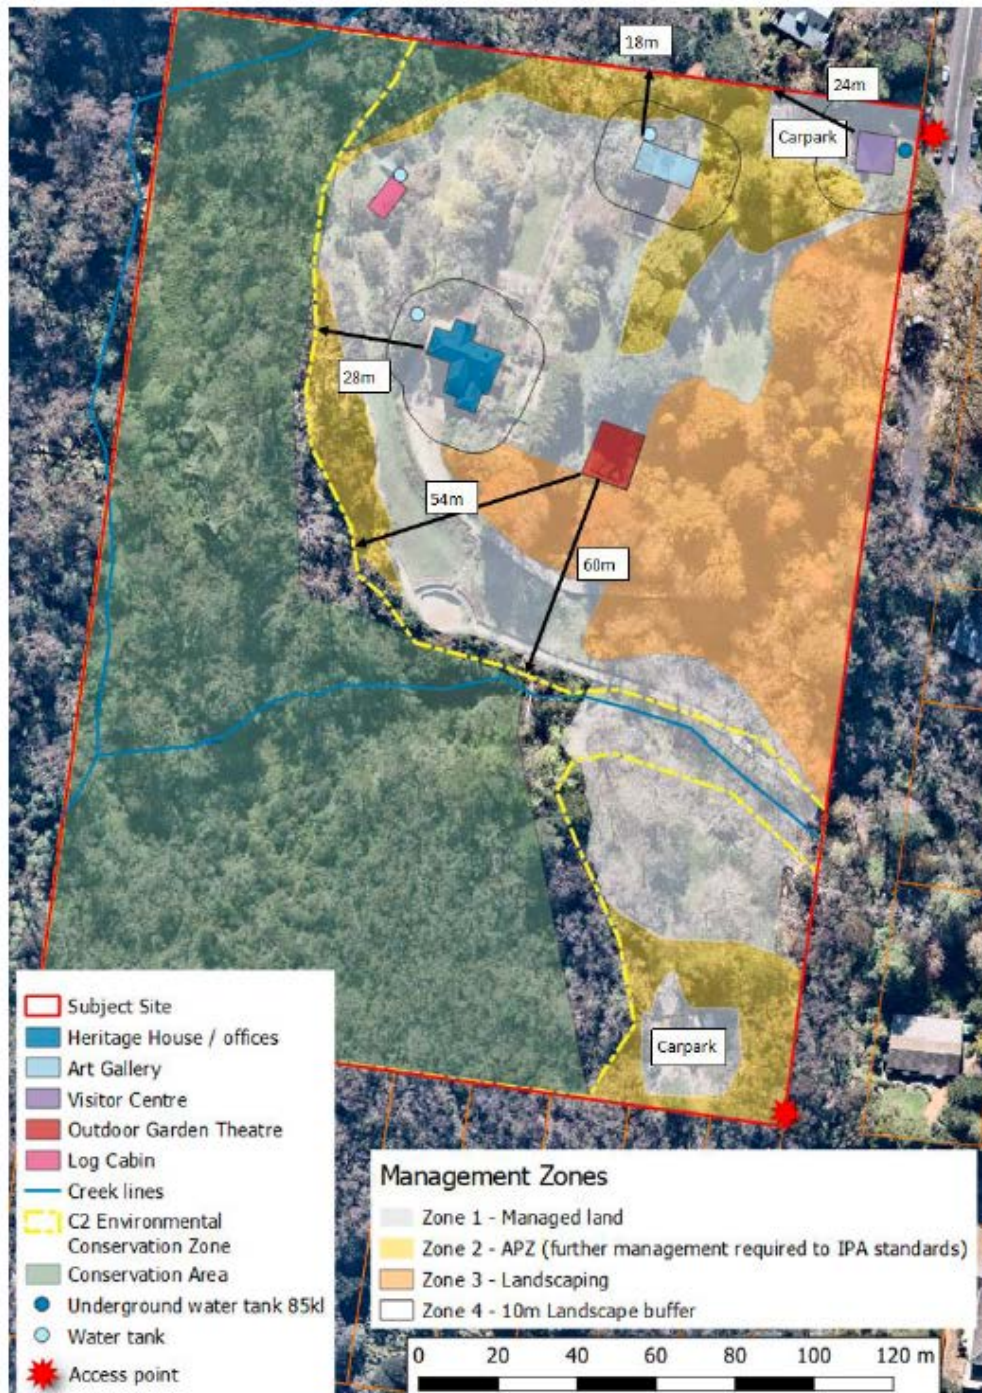 18m
24m
Carpark
28m
54m
60m
Carpark
Subject Site
Heritage House / offices
Art Gallery
Visitor Centre
Outdoor Garden Theatre
Log Cabin
Creek lines
C2 Environmental
Conservation Zone
Conservation Area
Underground water tank 85kl
Water tank
Access point
Management Zones
Zone 1 - Managed land
Zone 2 - APZ (further management required to IPA standards)
Zone 3 - Landscaping
Zone 4 - 10m Landscape buffer
0 20 40 60 80 100 120 m